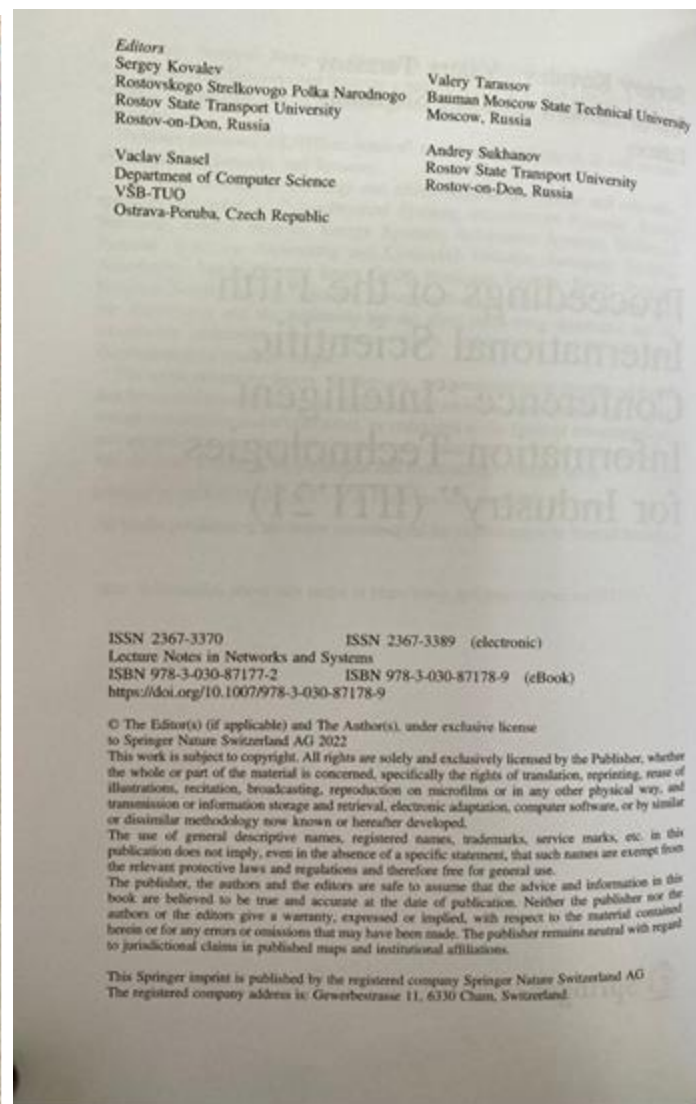 Editors
Sergey Kovalev
Rostovskogo Strelkovogo Polka Narodnogo
Rostov State Transport University
Rostov-on-Don, Russia
Valery Tarassov
Bauman Moscow State Technical University
Moscow, Russia
Vaclav Snasel
Department of Computer Science
VŠB-TUO
Ostrava-Poruba, Czech Republic
Andrey Sukhanov
Rostov State Transport University
Rostov-on-Don, Russia
Proceedings of the Fifth
International Scientific
Conference "Intelligent
Information Technologies
for Industry" (IITI'21)
ISSN 2367-3370 ISSN 2367-3389 (electronic)
Lecture Notes in Networks and Systems
ISBN 978-3-030-87177-2 ISBN 978-3-030-87178-9 (eBook)
https://doi.org/10.1007/978-3-030-87178-9
© The Editor(s) (if applicable) and The Author(s), under exclusive license
to Springer Nature Switzerland AG 2022
This work is subject to copyright. All rights are solely and exclusively licensed by the Publisher, whether
the whole or part of the material is concerned, specifically the rights of translation, reprinting, reuse of
illustrations, recitation, broadcasting, reproduction on microfilms or in any other physical way, and
transmission or information storage and retrieval, electronic adaptation, computer software, or by similar
or dissimilar methodology now known or hereafter developed.
The use of general descriptive names, registered names, trademarks, service marks, etc. in this
publication does not imply, even in the absence of a specific statement, that such names are exempt from
the relevant protective laws and regulations and therefore free for general use.
The publisher, the authors and the editors are safe to assume that the advice and information in this
book are believed to be true and accurate at the date of publication. Neither the publisher nor the
authors or the editors give a warranty, expressed or implied, with respect to the material contained
herein or for any errors or omissions that may have been made. The publisher remains neutral with regard
to jurisdictional claims in published maps and institutional affiliations.
This Springer imprint is published by the registered company Springer Nature Switzerland AG
The registered company address is: Gewerbestrasse 11, 6330 Cham, Switzerland